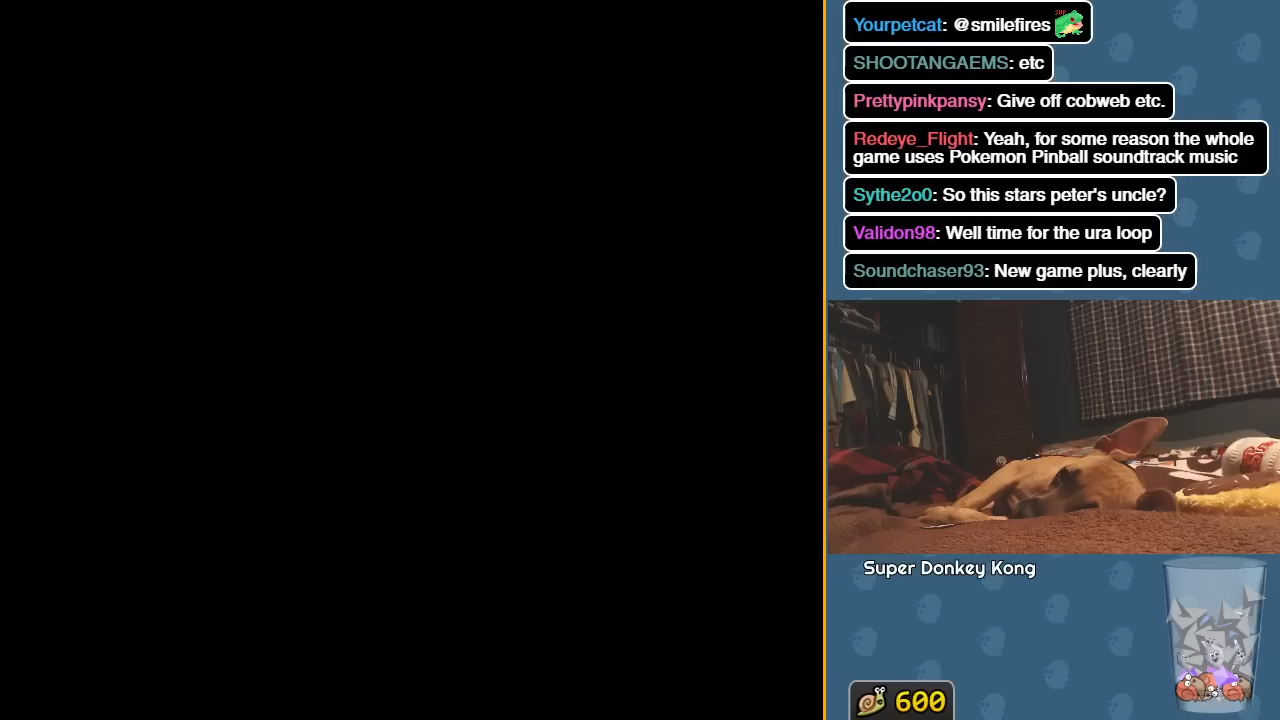 Yourpetcat: @smilefires
SUP
SHOOTANGAEMS: etc
Prettypinkpansy: Give off cobweb etc.
Redeye_Flight: Yeah, for some reason the whole
game uses Pokemon Pinball soundtrack music
Sythe2o0: So this stars peter's uncle?
Validon98: Well time for the ura loop
Soundchaser93: New game plus, clearly
Super Donkey Kong
600